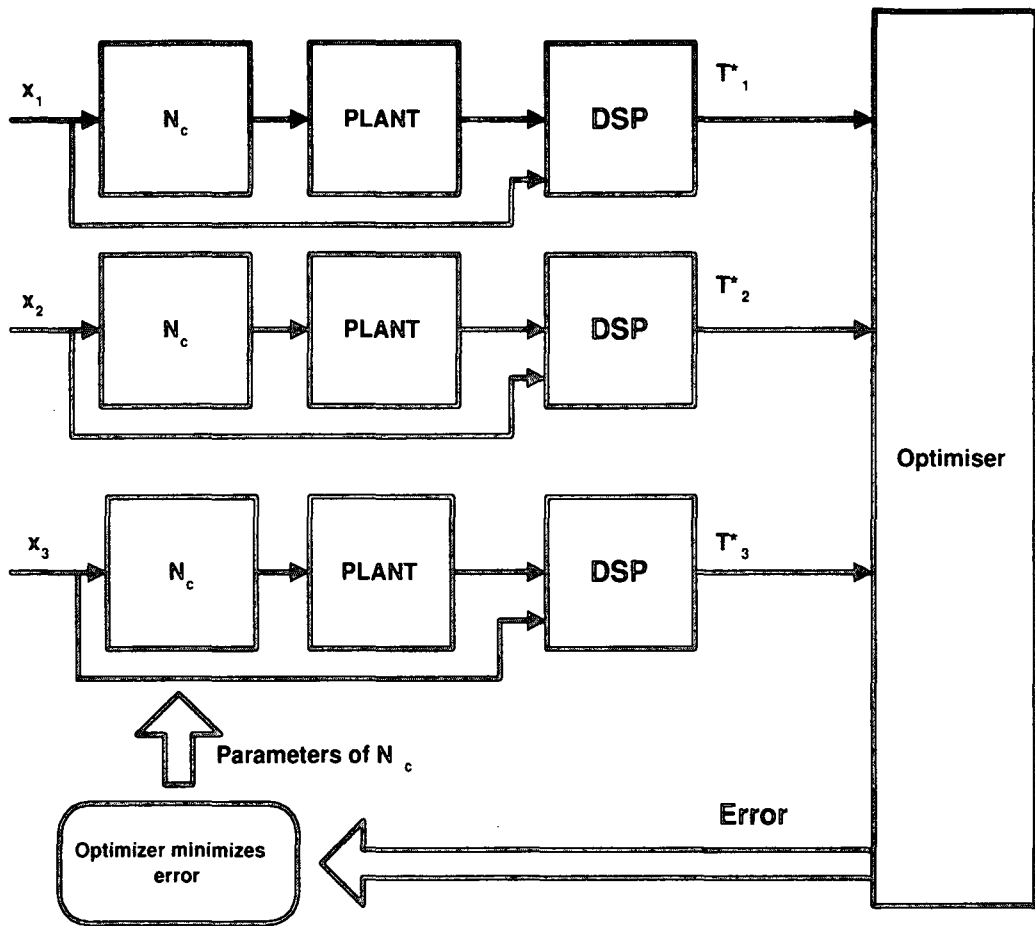 x1
Nc
PLANT
DSP
T*1
x2
Nc
PLANT
DSP
T*2
Optimiser
x3
Nc
PLANT
DSP
T*3
Parameters of Nc
Error
Optimizer minimizes
error